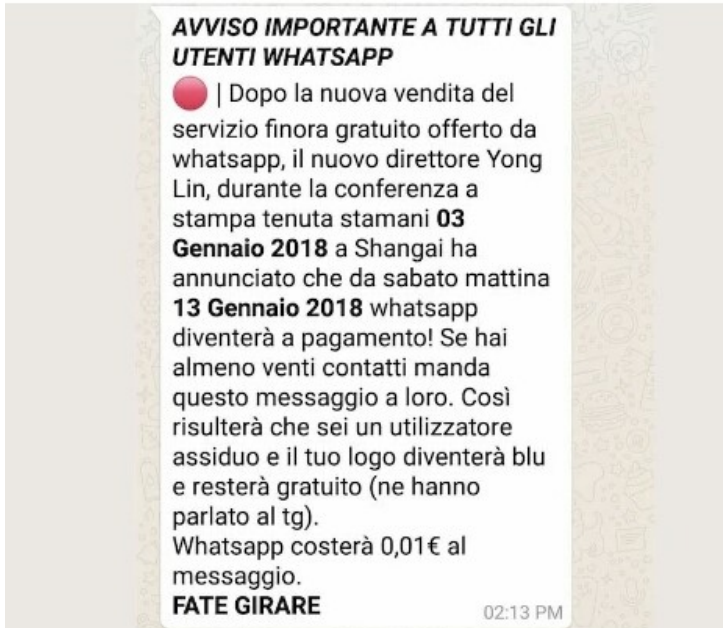 AVVISO IMPORTANTE A TUTTI GLI
UTENTI WHATSAPP
🔴 | Dopo la nuova vendita del
servizio finora gratuito offerto da
whatsapp, il nuovo direttore Yong
Lin, durante la conferenza a
stampa tenuta stamani 03
Gennaio 2018 a Shangai ha
annunciato che da sabato mattina
13 Gennaio 2018 whatsapp
diventerà a pagamento! Se hai
almeno venti contatti manda
questo messaggio a loro. Così
risulterà che sei un utilizzatore
assiduo e il tuo logo diventerà blu
e resterà gratuito (ne hanno
parlato al tg).
Whatsapp costerà 0,01€ al
messaggio.
FATE GIRARE
02:13 PM